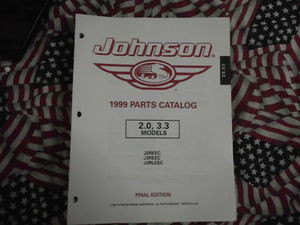 Johnson
1999 PARTS CATALOG
2.0, 3.3
MODELS
J2REEC
J3REEC
J3RLEEC
FINAL EDITION